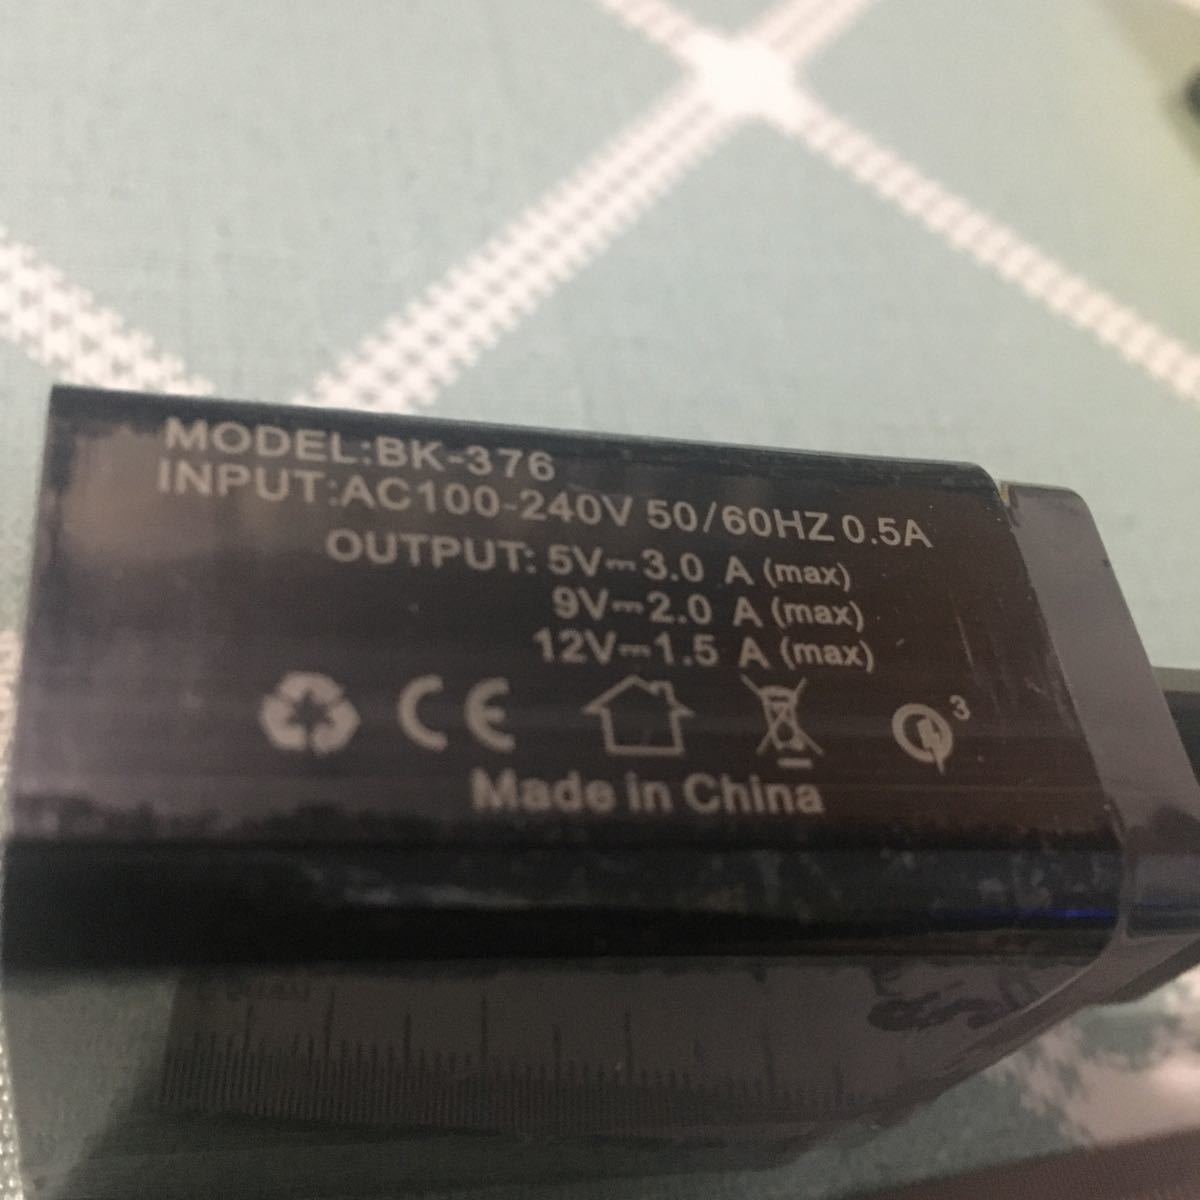 MODEL:BK-376
INPUT:AC100-240V 50/60HZ 0.5A
OUTPUT: 5V⎓3.0 A (max)
9V⎓2.0 A (max)
12V⎓1.5 A (max)
CE
3
Made in China